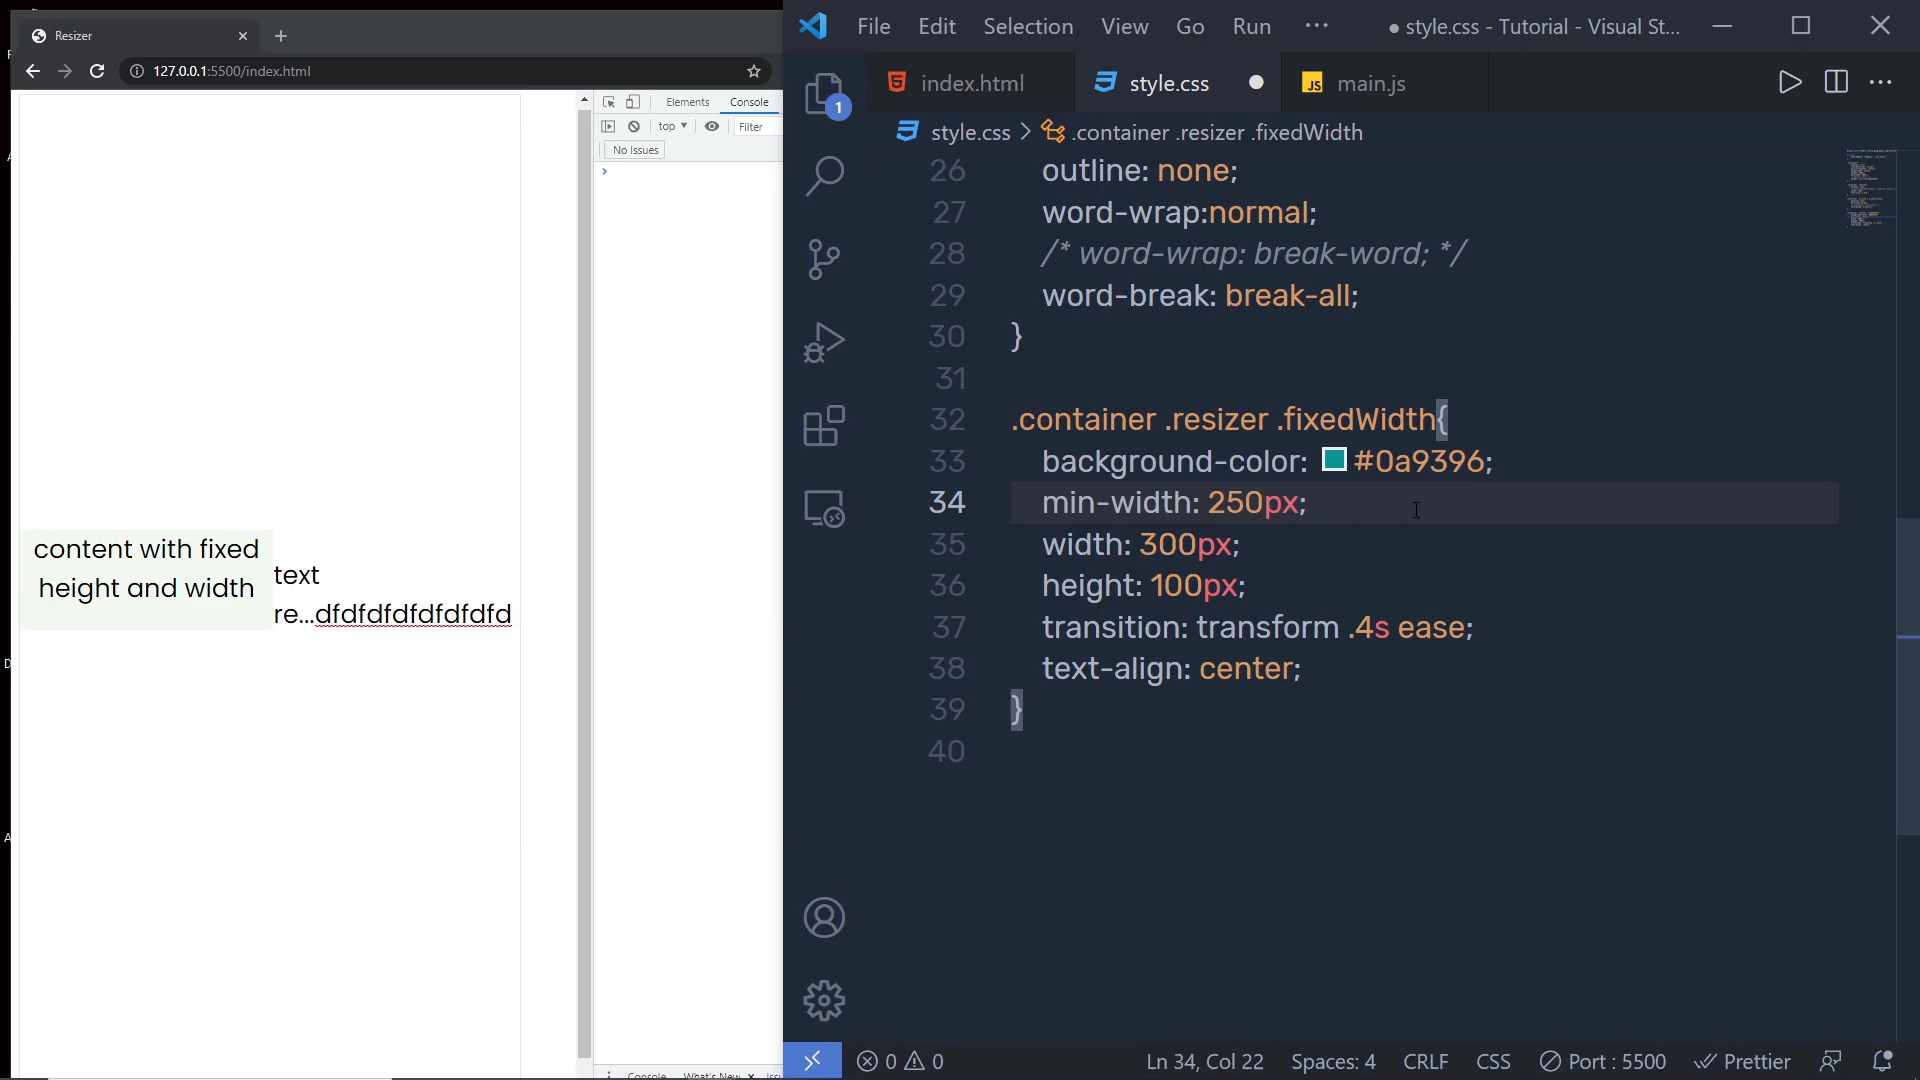 Resizer
127.0.0.1:5500/index.html
Elements
Console
top
Filter
No Issues
content with fixed
height and width
text
re...dfdfdfdfdfdfdfd
Console
What's New
File
Edit
Selection
View
Go
Run
style.css - Tutorial - Visual St...
1
index.html
style.css
JS
main.js
style.css > .container .resizer .fixedWidth
26 outline: none;
27 word-wrap:normal;
28 /* word-wrap: break-word; */
29 word-break: break-all;
30 }
31
32 .container .resizer .fixedWidth{
33 background-color: #0a9396;
34 min-width: 250px;
35 width: 300px;
36 height: 100px;
37 transition: transform .4s ease;
38 text-align: center;
39 }
40
0
0
Ln 34, Col 22
Spaces: 4
CRLF
CSS
Port : 5500
Prettier